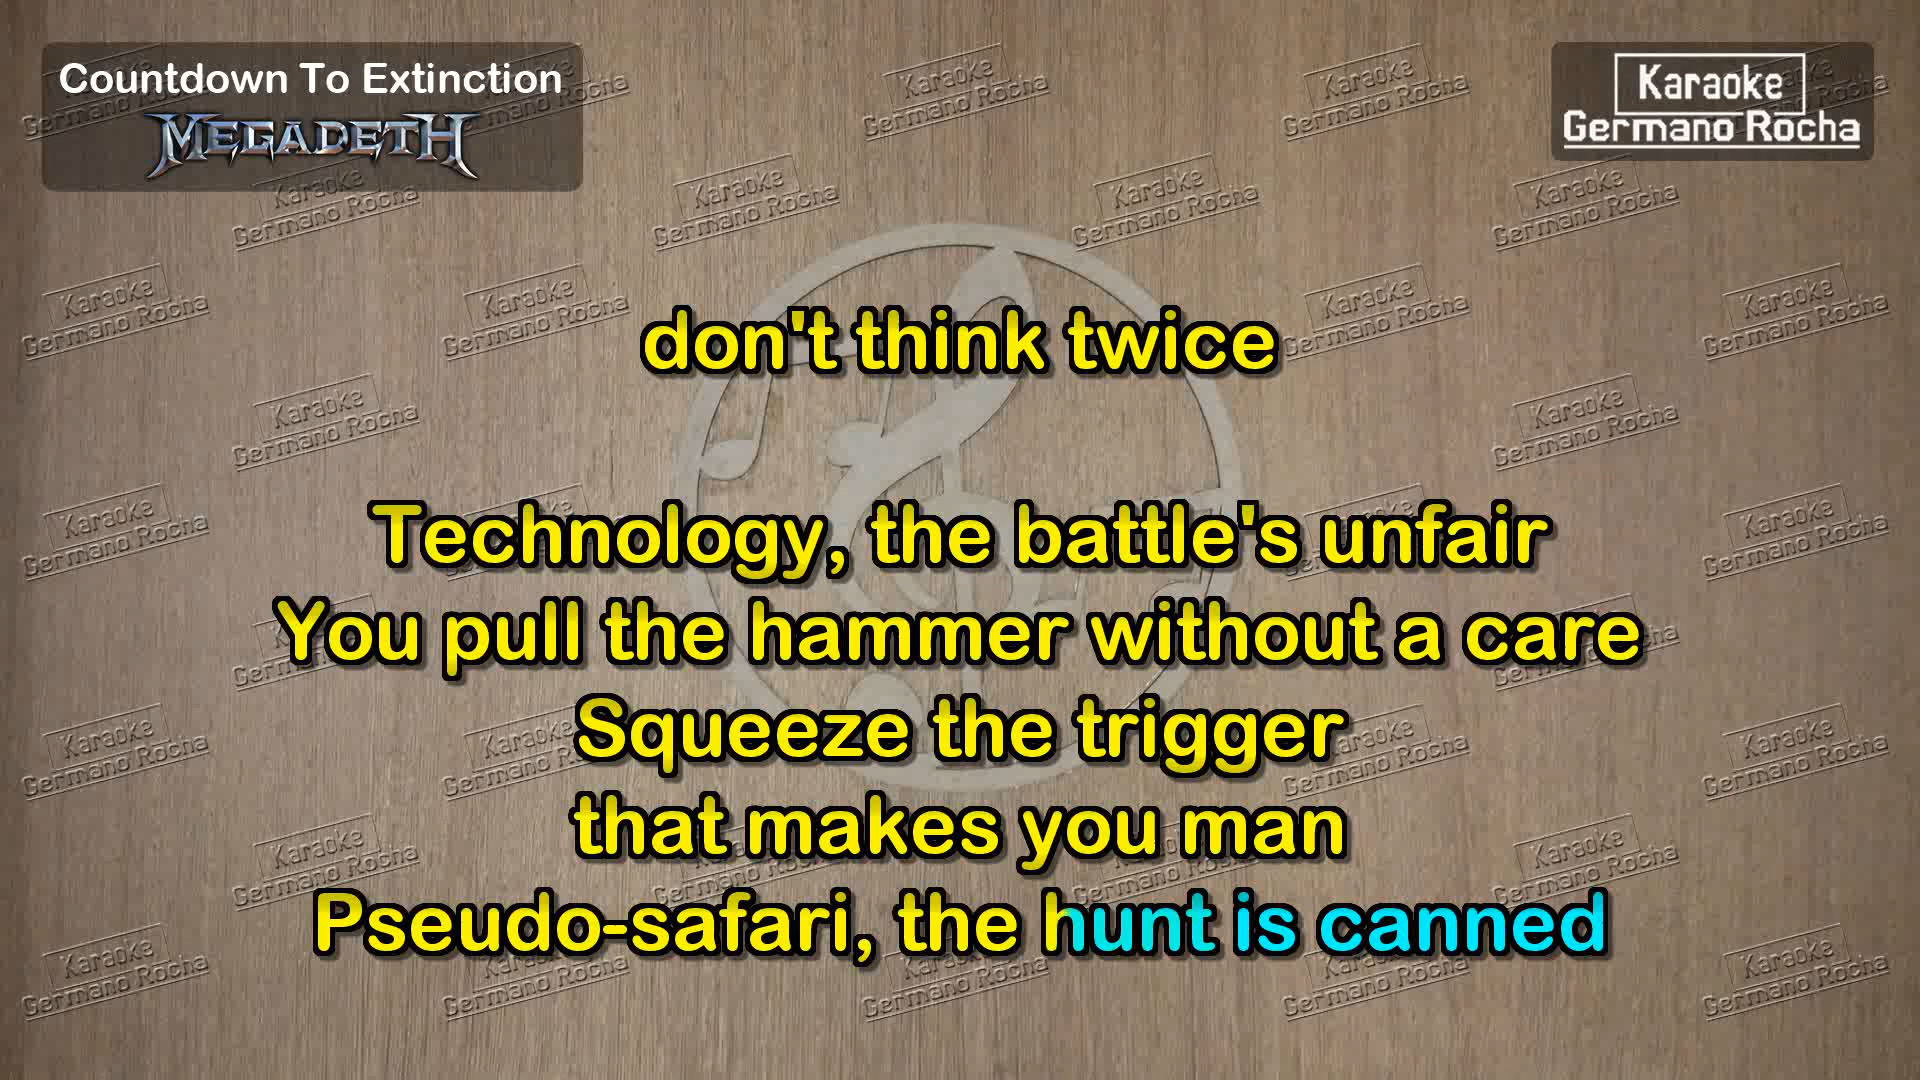 Countdown To Extinction
MEGADETH
Karaoke
Germano Rocha
don't think twice
Technology, the battle's unfair
You pull the hammer without a care
Squeeze the trigger
that makes you man
Pseudo-safari, the hunt is canned